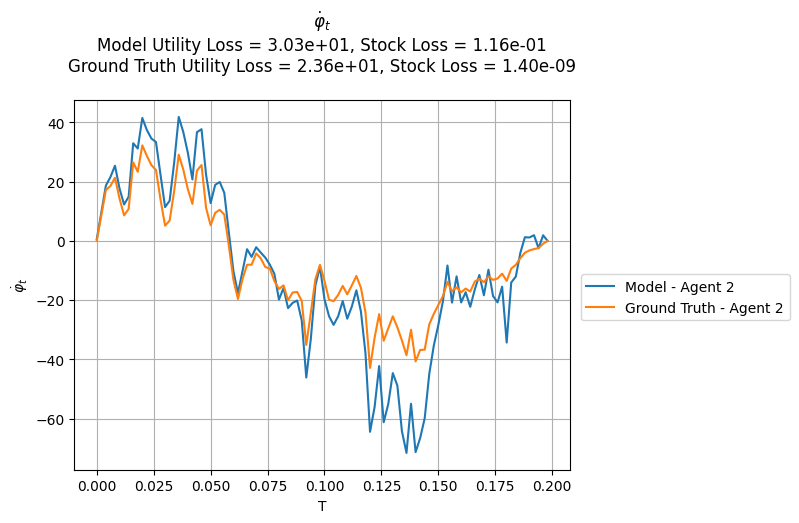 φ̇ₜ
Model Utility Loss = 3.03e+01, Stock Loss = 1.16e-01
Ground Truth Utility Loss = 2.36e+01, Stock Loss = 1.40e-09
φ̇ₜ
40
20
0
−20
−40
−60
0.000 0.025 0.050 0.075 0.100 0.125 0.150 0.175 0.200
T
Model - Agent 2
Ground Truth - Agent 2